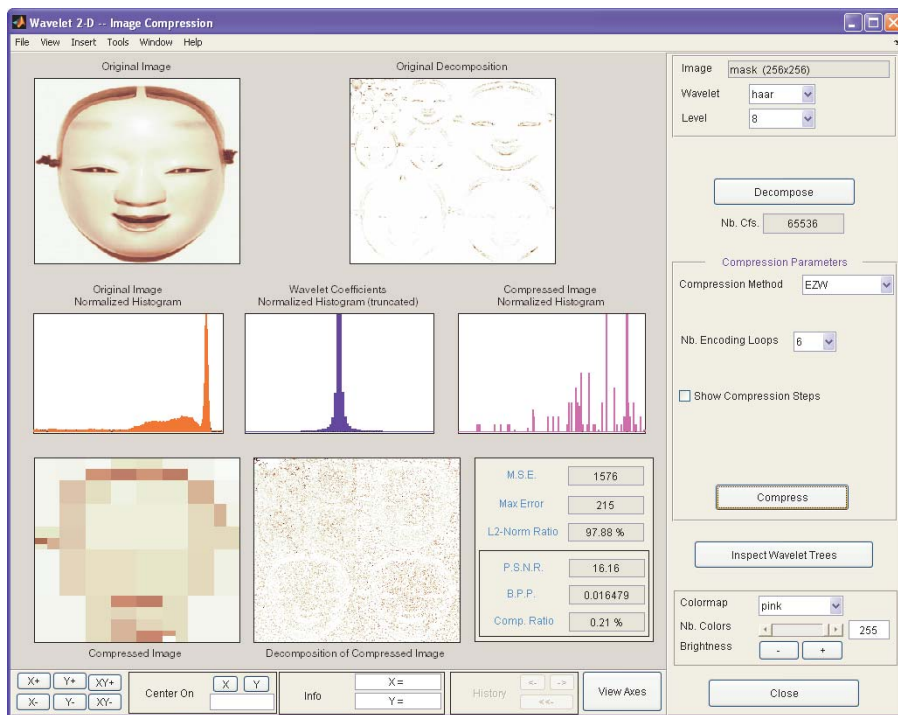 Wavelet 2-D -- Image Compression
File View Insert Tools Window Help
Original Image
Original Decomposition
Image mask (256x256)
Wavelet haar
Level 8
Decompose
Nb. Cfs. 65536
Original Image
Normalized Histogram
Wavelet Coefficients
Normalized Histogram (truncated)
Compressed Image
Normalized Histogram
Compression Parameters
Compression Method EZW
Nb. Encoding Loops 6
Show Compression Steps
Compress
M.S.E. 1576
Max Error 215
L2-Norm Ratio 97.88 %
P.S.N.R. 16.16
B.P.P. 0.016479
Comp. Ratio 0.21 %
Inspect Wavelet Trees
Colormap pink
Nb. Colors 255
Brightness - +
Compressed Image
Decomposition of Compressed Image
X+ Y+ XY+
X- Y- XY-
Center On X Y
Info X =
Y =
History <- ->
<<-
View Axes
Close